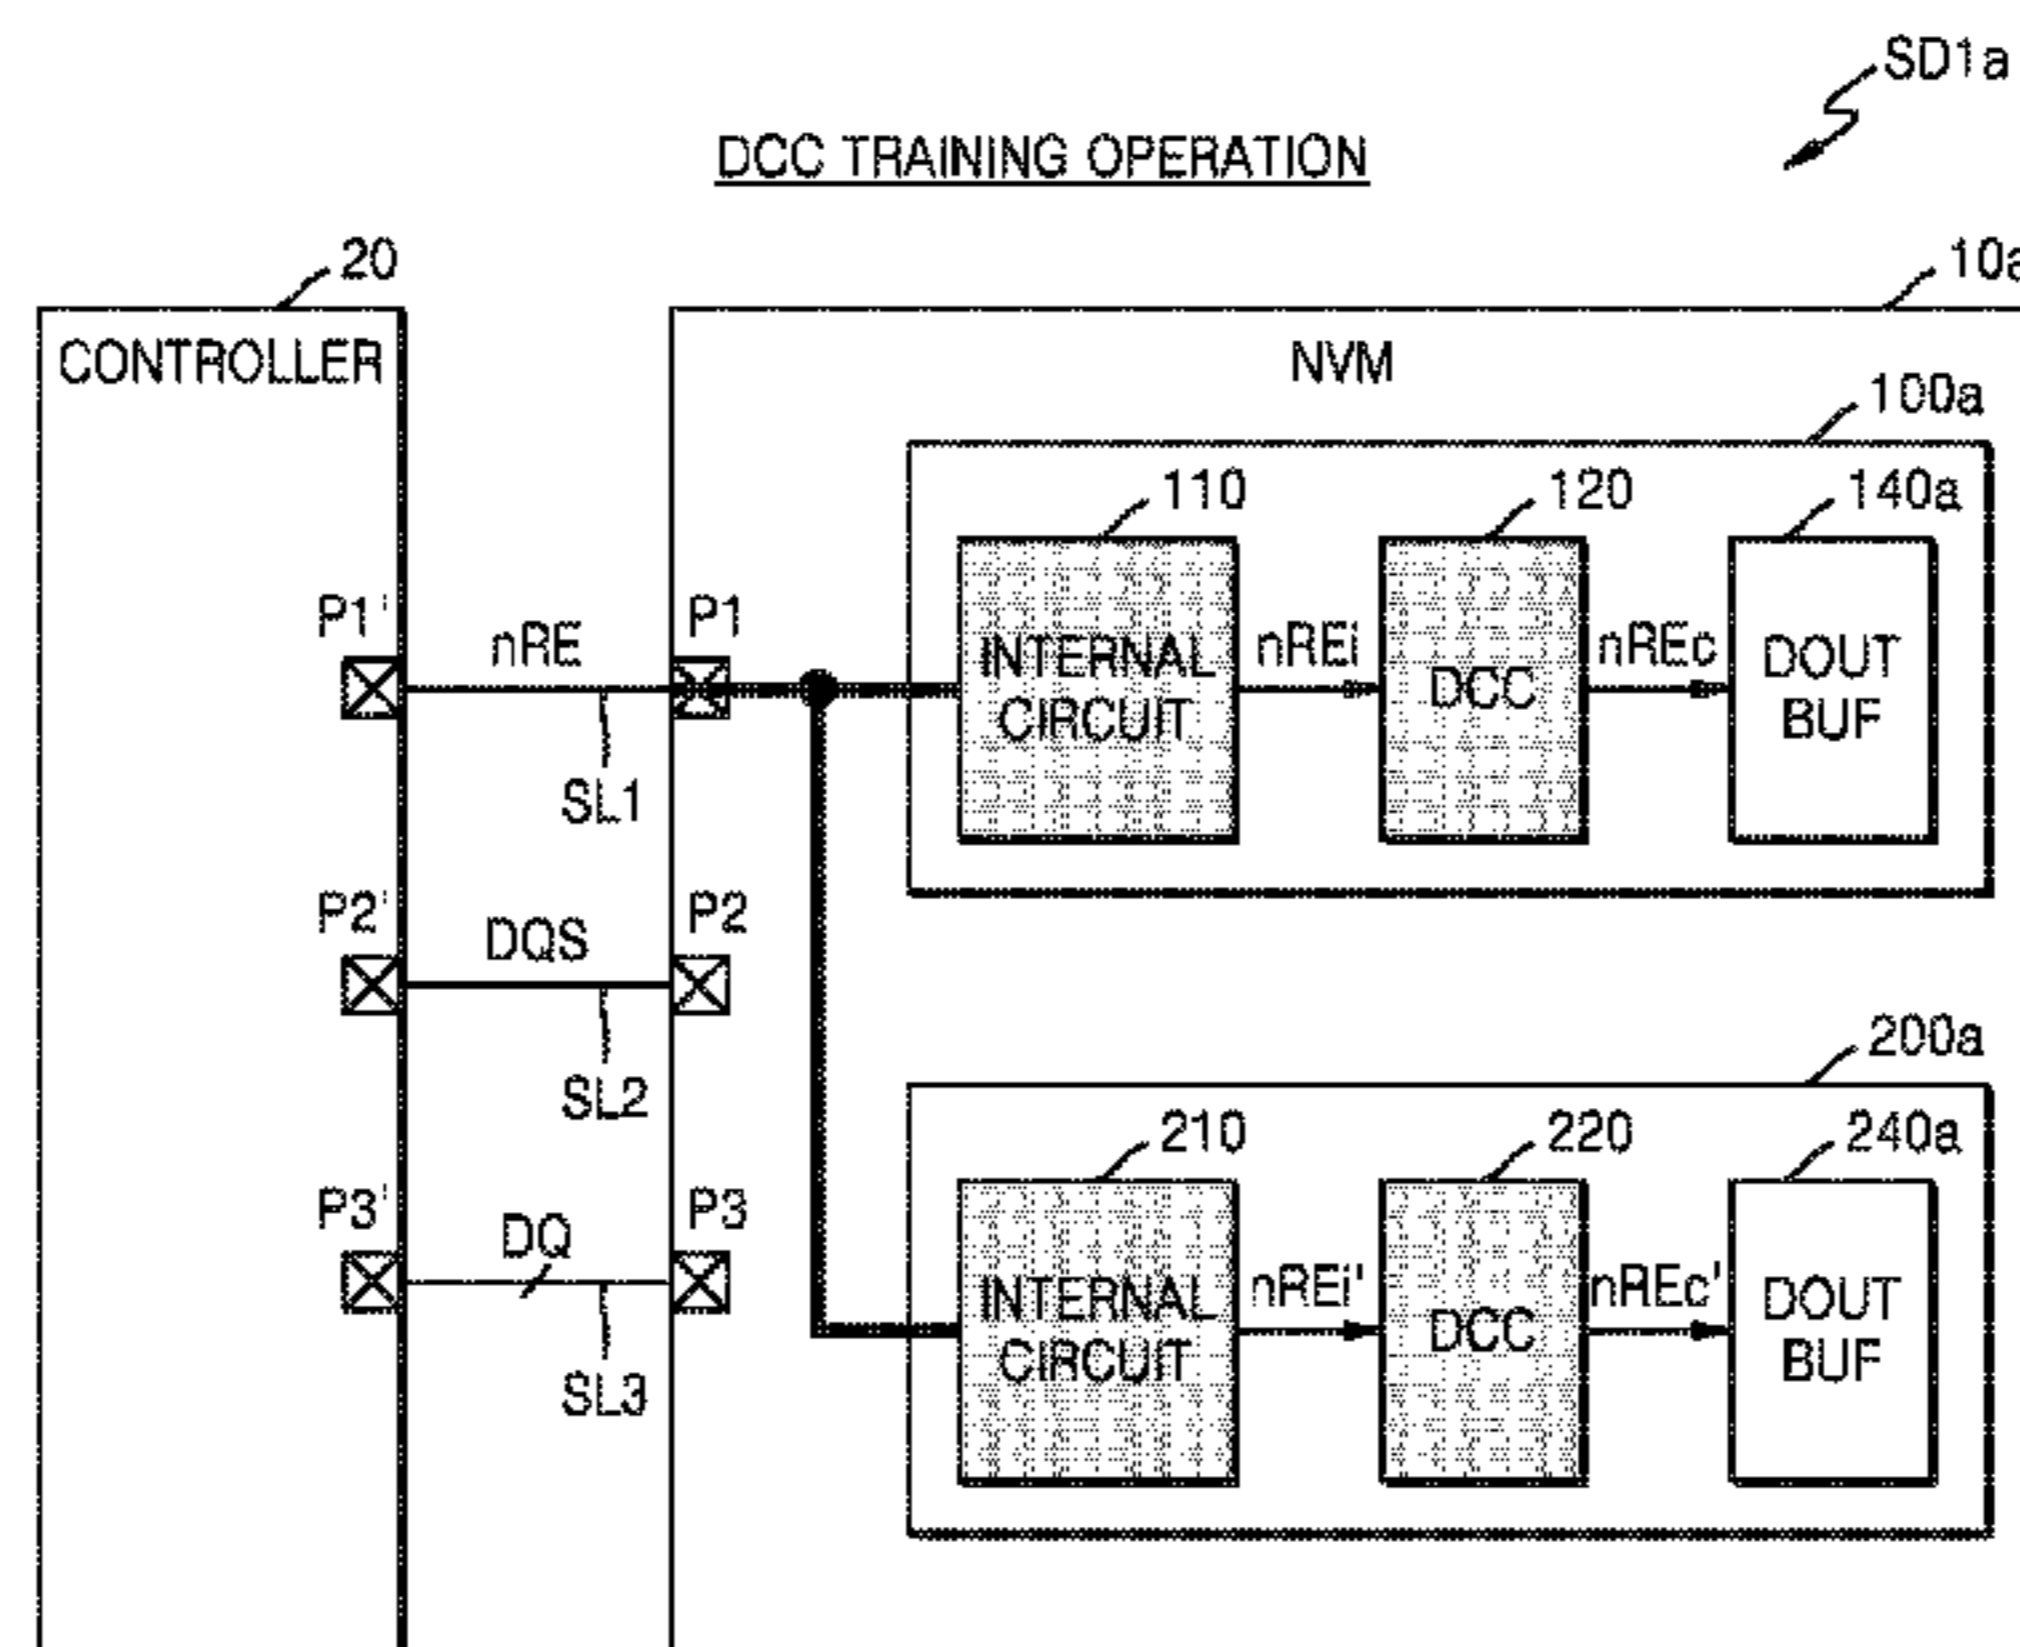 SD1a
DCC TRAINING OPERATION
20
10a
CONTROLLER
NVM
100a
110
120
140a
P1'
nRE
P1
INTERNAL
CIRCUIT
nREi
DCC
nREc
DOUT
BUF
SL1
P2'
DQS
P2
SL2
200a
210
220
240a
P3'
DQ
P3
INTERNAL
CIRCUIT
nREi'
DCC
nREc'
DOUT
BUF
SL3